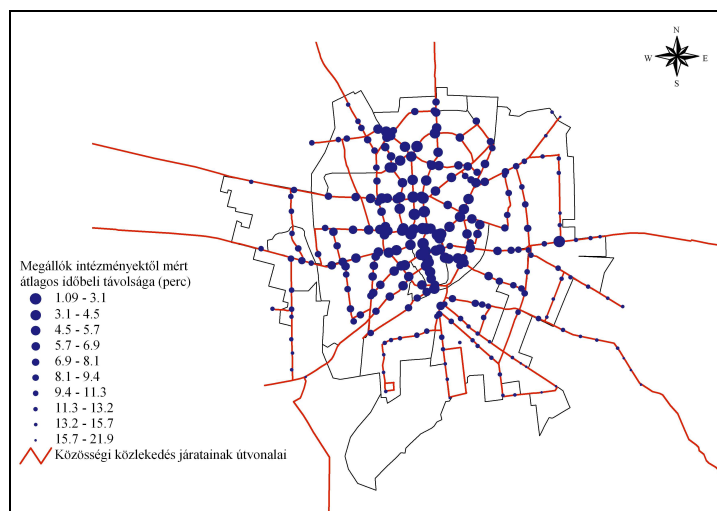 N
W E
S
Megállók intézményektől mért
átlagos időbeli távolsága (perc)
1.09 - 3.1
3.1 - 4.5
4.5 - 5.7
5.7 - 6.9
6.9 - 8.1
8.1 - 9.4
9.4 - 11.3
11.3 - 13.2
13.2 - 15.7
15.7 - 21.9
Közösségi közlekedés járatainak útvonalai